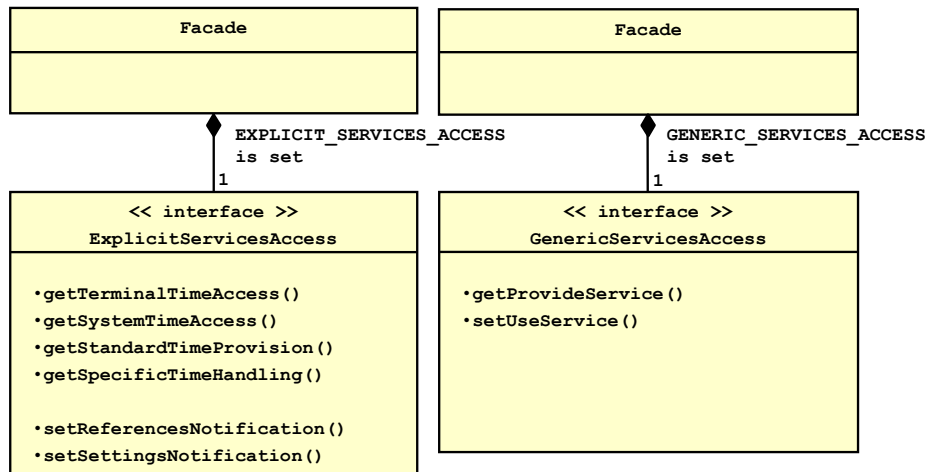 Facade
EXPLICIT_SERVICES_ACCESS
is set
1
<< interface >>
ExplicitServicesAccess
•getTerminalTimeAccess()
•getSystemTimeAccess()
•getStandardTimeProvision()
•getSpecificTimeHandling()
•setReferencesNotification()
•setSettingsNotification()
Facade
GENERIC_SERVICES_ACCESS
is set
1
<< interface >>
GenericServicesAccess
•getProvideService()
•setUseService()